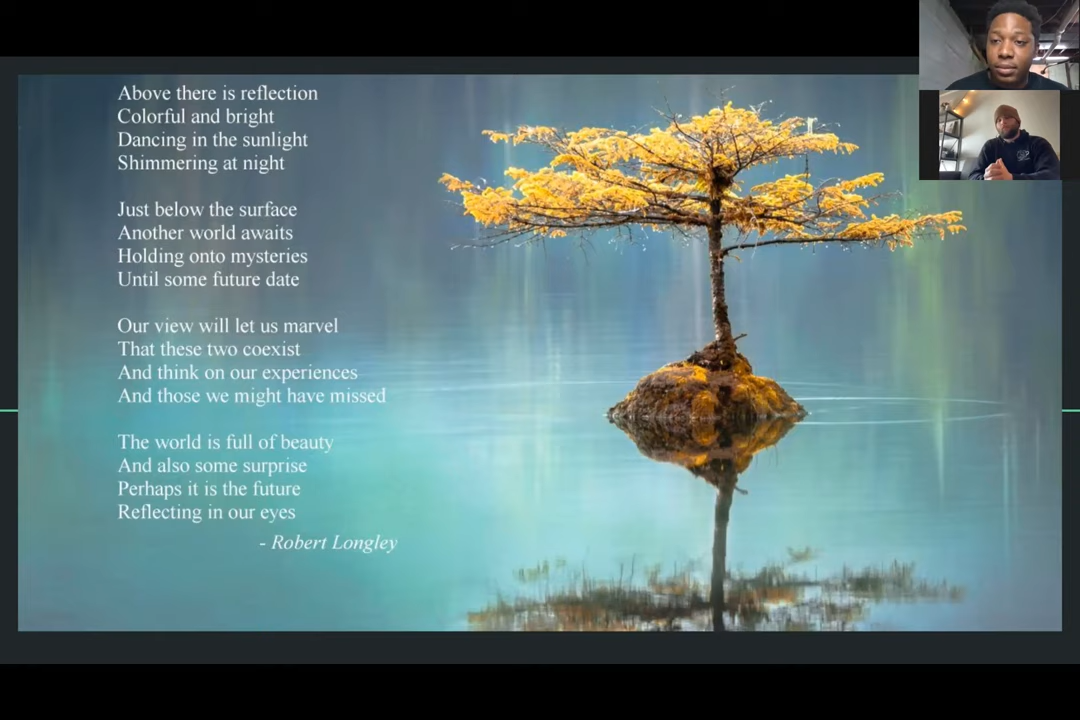 Above there is reflection
Colorful and bright
Dancing in the sunlight
Shimmering at night
Just below the surface
Another world awaits
Holding onto mysteries
Until some future date
Our view will let us marvel
That these two coexist
And think on our experiences
And those we might have missed
The world is full of beauty
And also some surprise
Perhaps it is the future
Reflecting in our eyes
- Robert Longley